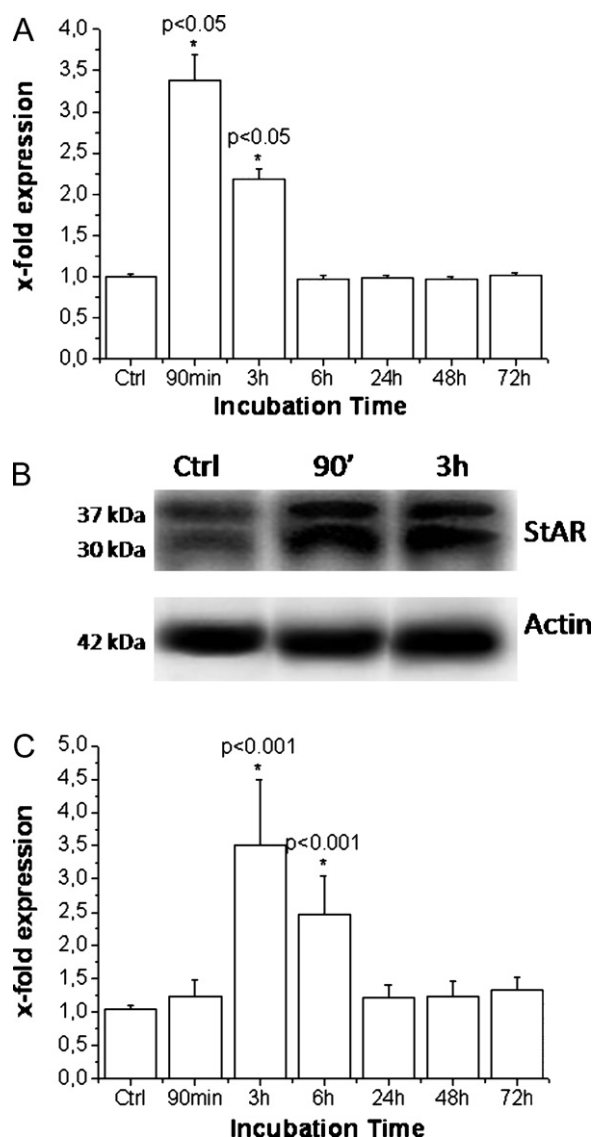 A
x-fold expression
4,0
3,5
3,0
2,5
2,0
1,5
1,0
0,5
0,0
p<0.05
*
p<0.05
*
Ctrl 90min 3h 6h 24h 48h 72h
Incubation Time
B
Ctrl 90' 3h
37 kDa
30 kDa
StAR
42 kDa
Actin
C
x-fold expression
5,0
4,5
4,0
3,5
3,0
2,5
2,0
1,5
1,0
0,5
0,0
p<0.001
*
p<0.001
*
Ctrl 90min 3h 6h 24h 48h 72h
Incubation Time